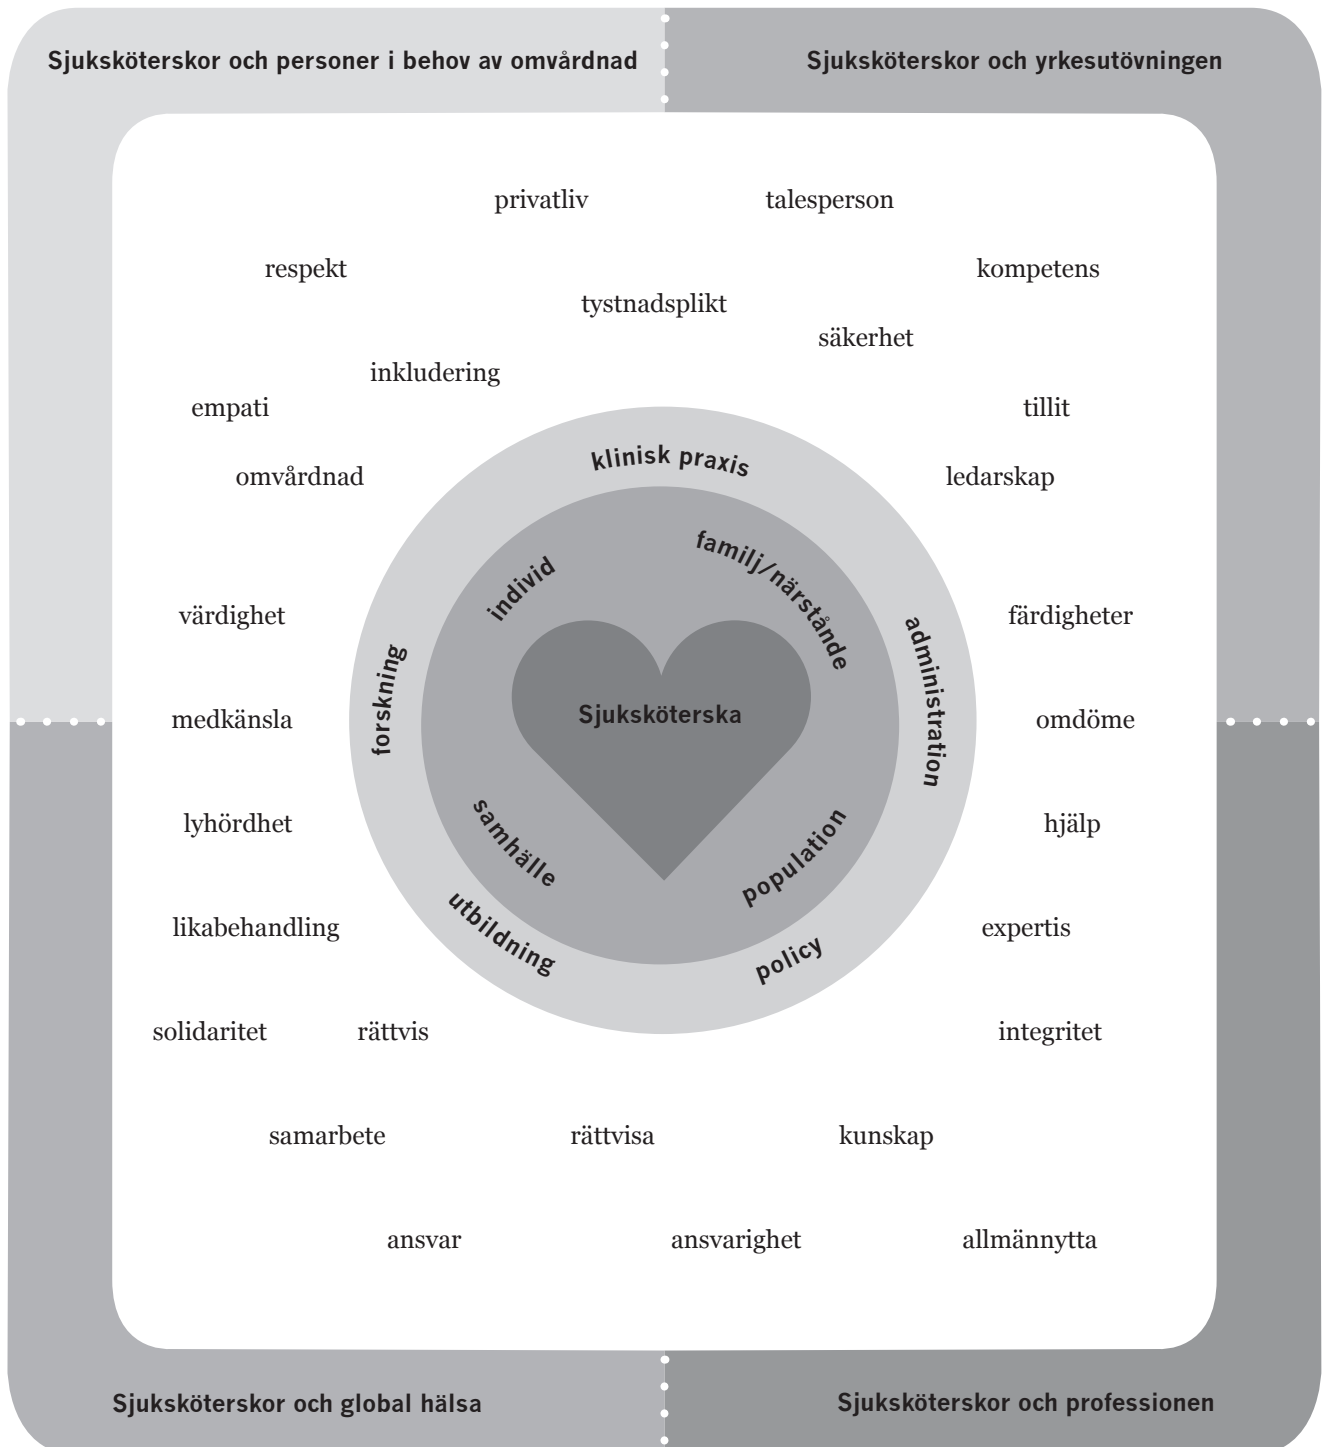 Sjuksköterskor och personer i behov av omvårdnad
Sjuksköterskor och yrkesutövningen
privatliv
talesperson
respekt
kompetens
tystnadsplikt
säkerhet
inkludering
empati
tillit
omvårdnad
ledarskap
klinisk praxis
familj/närstående
individ
värdighet
färdigheter
forskning
administration
Sjuksköterska
medkänsla
omdöme
lyhördhet
hjälp
samhälle
population
likabehandling
expertis
utbildning
policy
solidaritet
rättvis
integritet
samarbete
rättvisa
kunskap
ansvar
ansvarighet
allmännytta
Sjuksköterskor och global hälsa
Sjuksköterskor och professionen